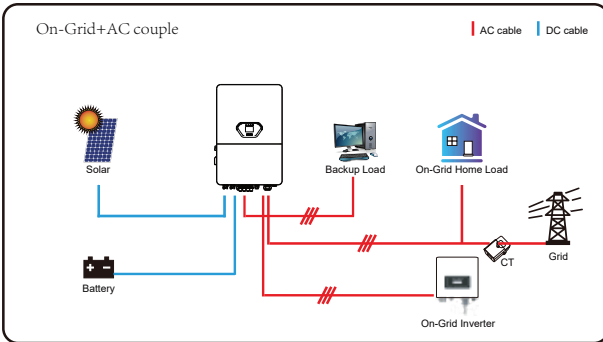 On-Grid+AC couple
AC cable
DC cable
Solar
Backup Load
On-Grid Home Load
CT
Grid
Battery
On-Grid Inverter